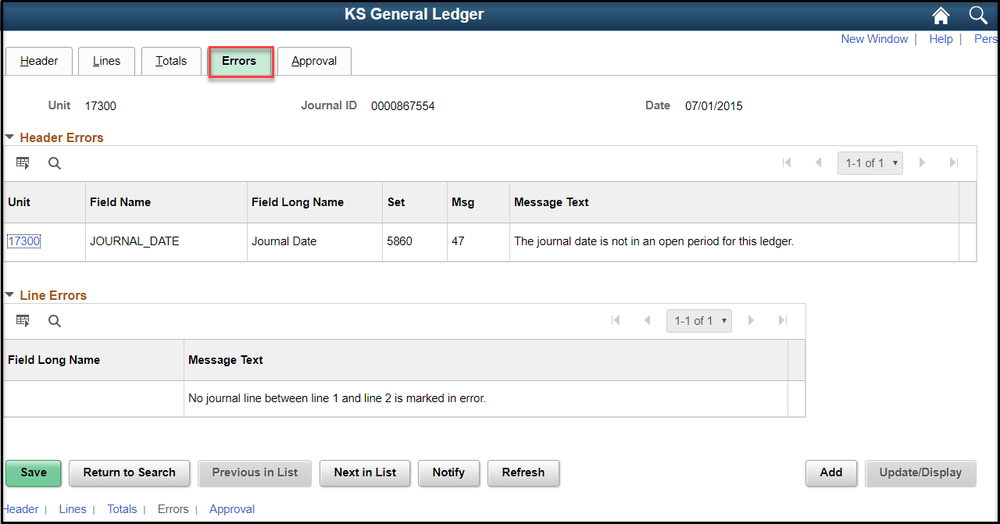 KS General Ledger
New Window | Help | Pers
Header Lines Totals Errors Approval
Unit 17300 Journal ID 0000867554 Date 07/01/2015
Header Errors
1-1 of 1
Unit Field Name Field Long Name Set Msg Message Text
17300 JOURNAL_DATE Journal Date 5860 47 The journal date is not in an open period for this ledger.
Line Errors
1-1 of 1
Field Long Name Message Text
No journal line between line 1 and line 2 is marked in error.
Save Return to Search Previous in List Next in List Notify Refresh Add Update/Display
Header | Lines | Totals | Errors | Approval